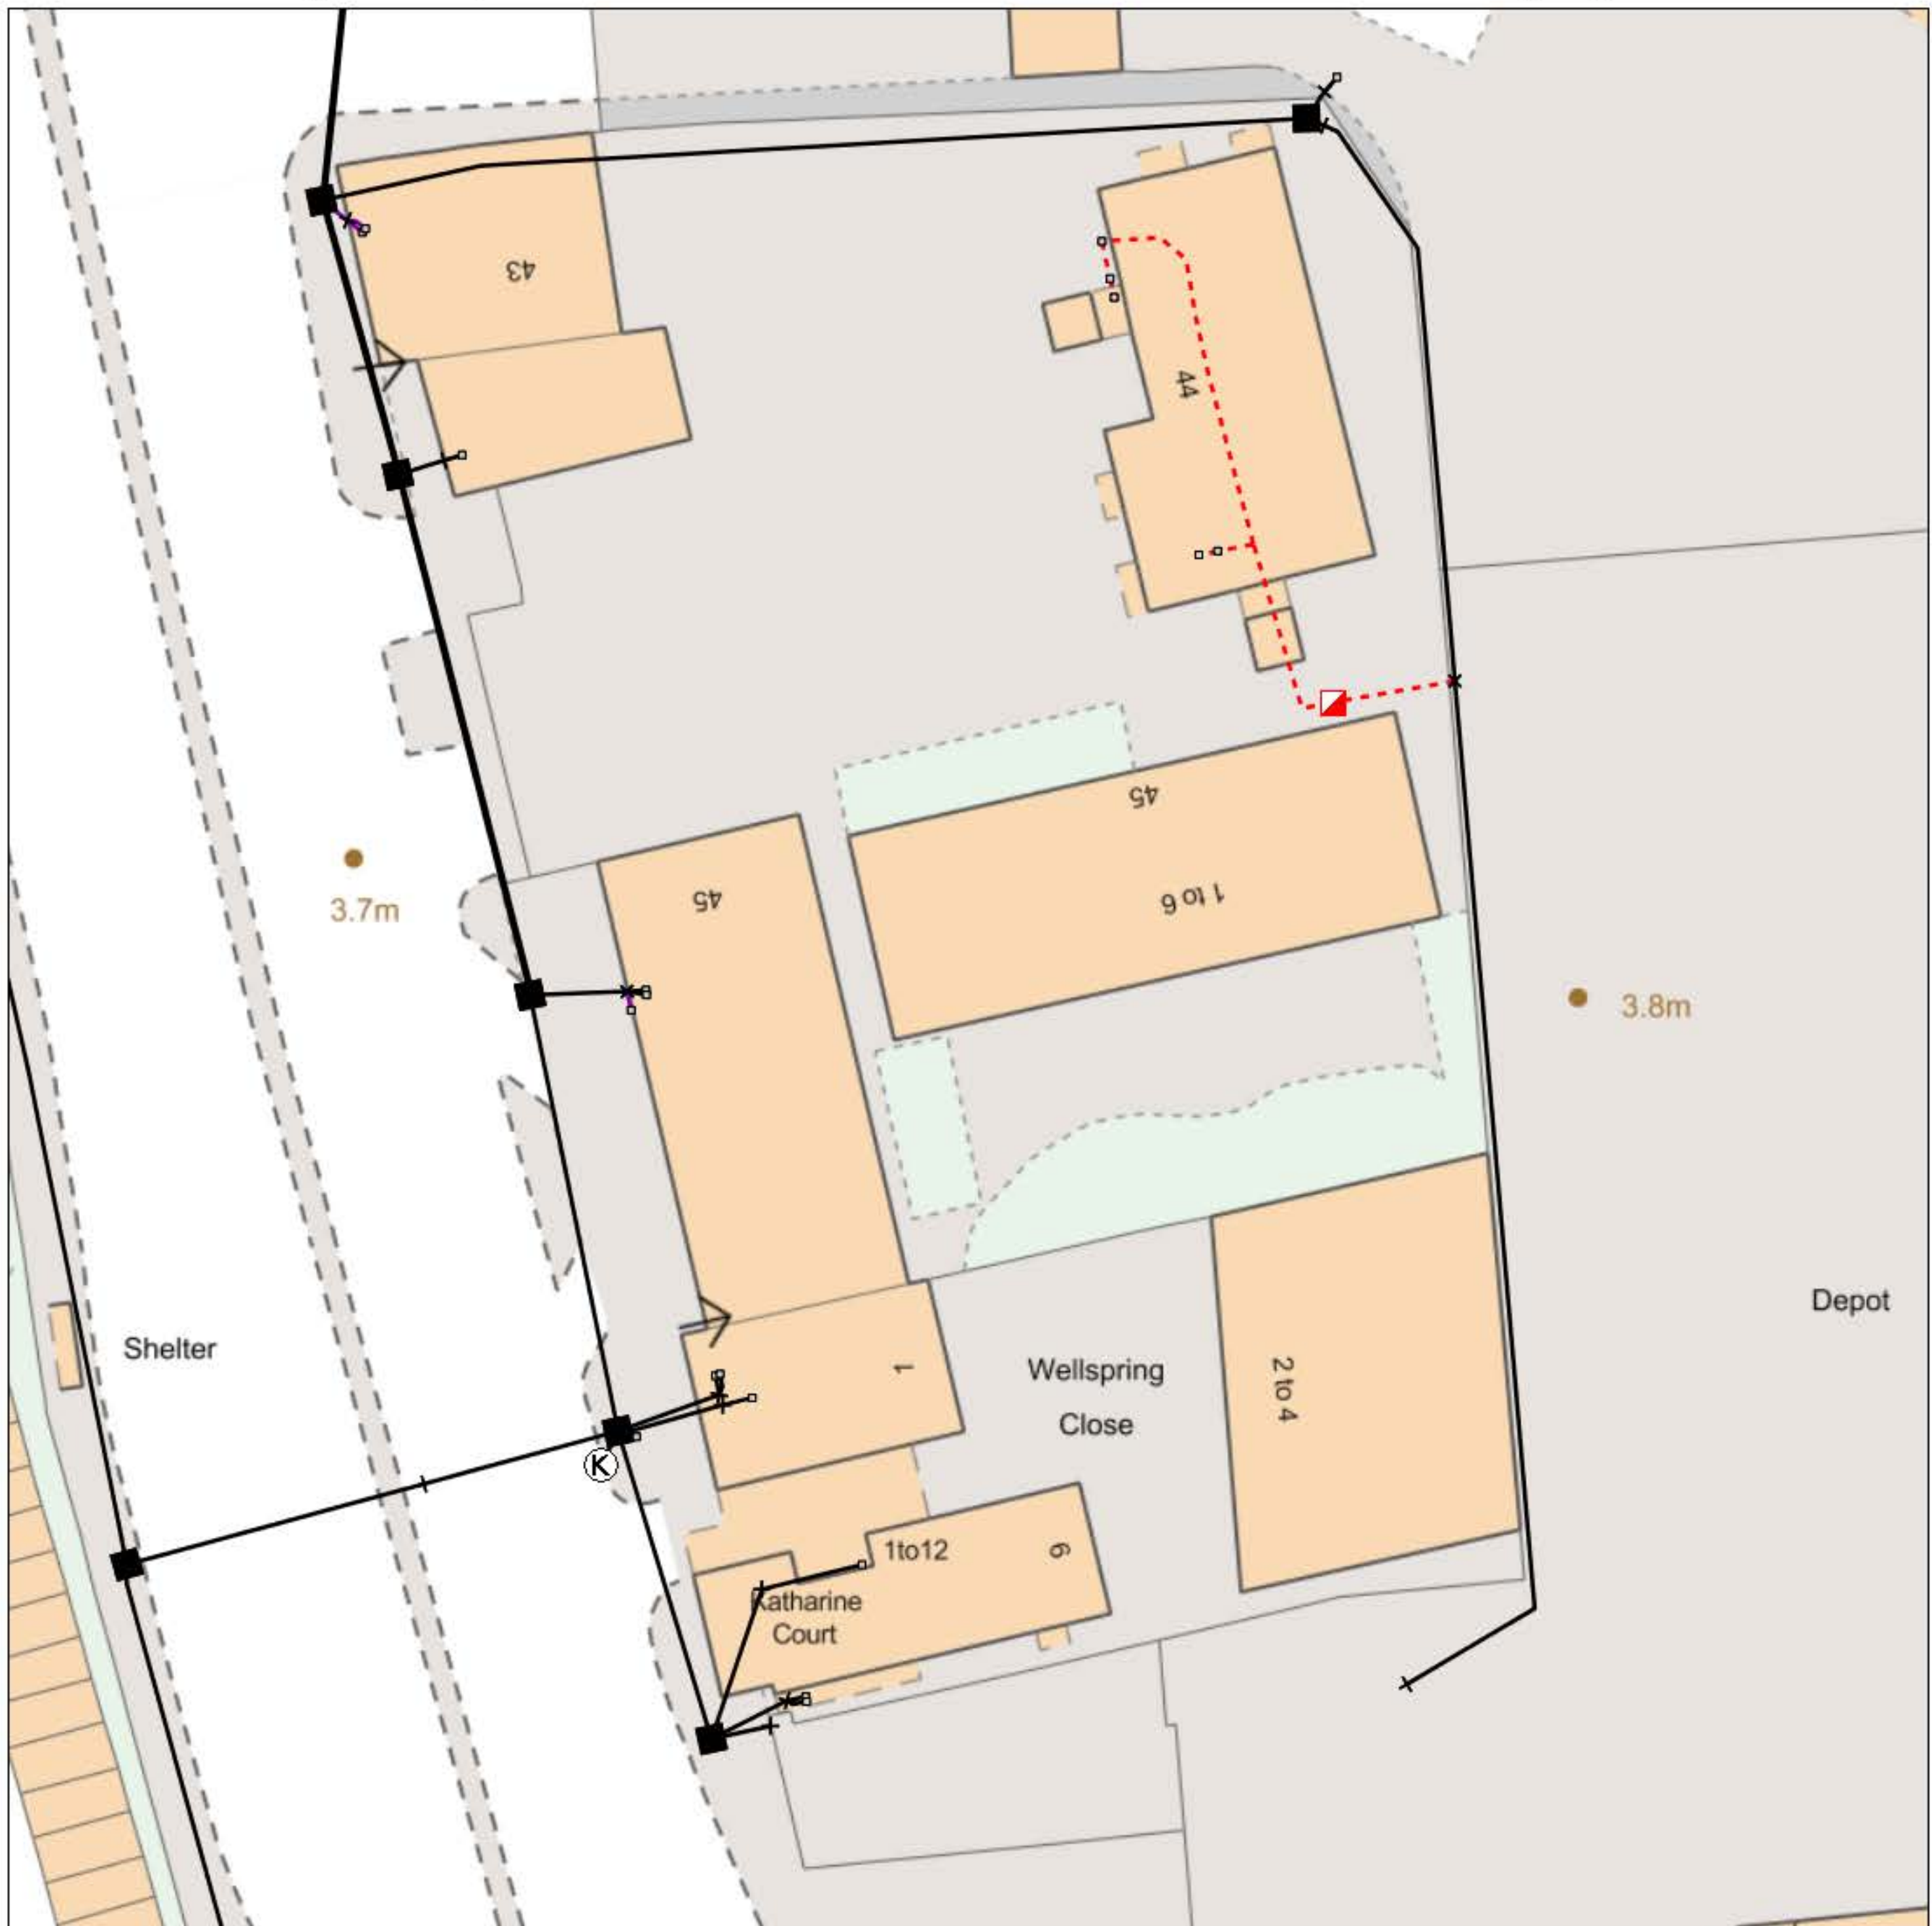 43
44
45
3.7m
45
1 to 6
3.8m
Depot
Shelter
1
Wellspring
Close
2 to 4
K
1to12
6
Katharine
Court